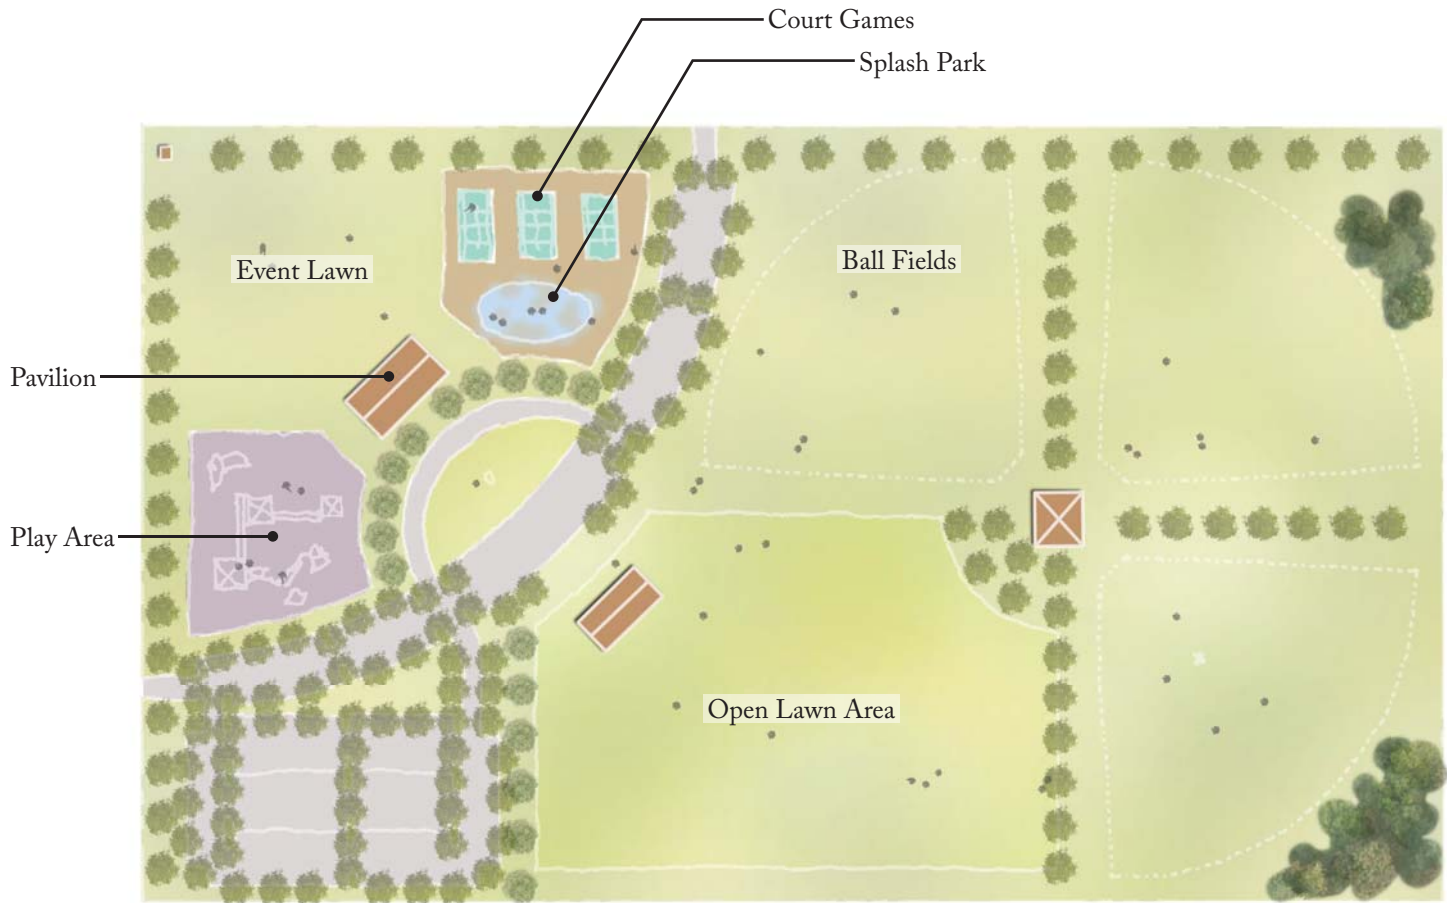 Court Games
Splash Park
Event Lawn
Ball Fields
Pavilion
Play Area
Open Lawn Area